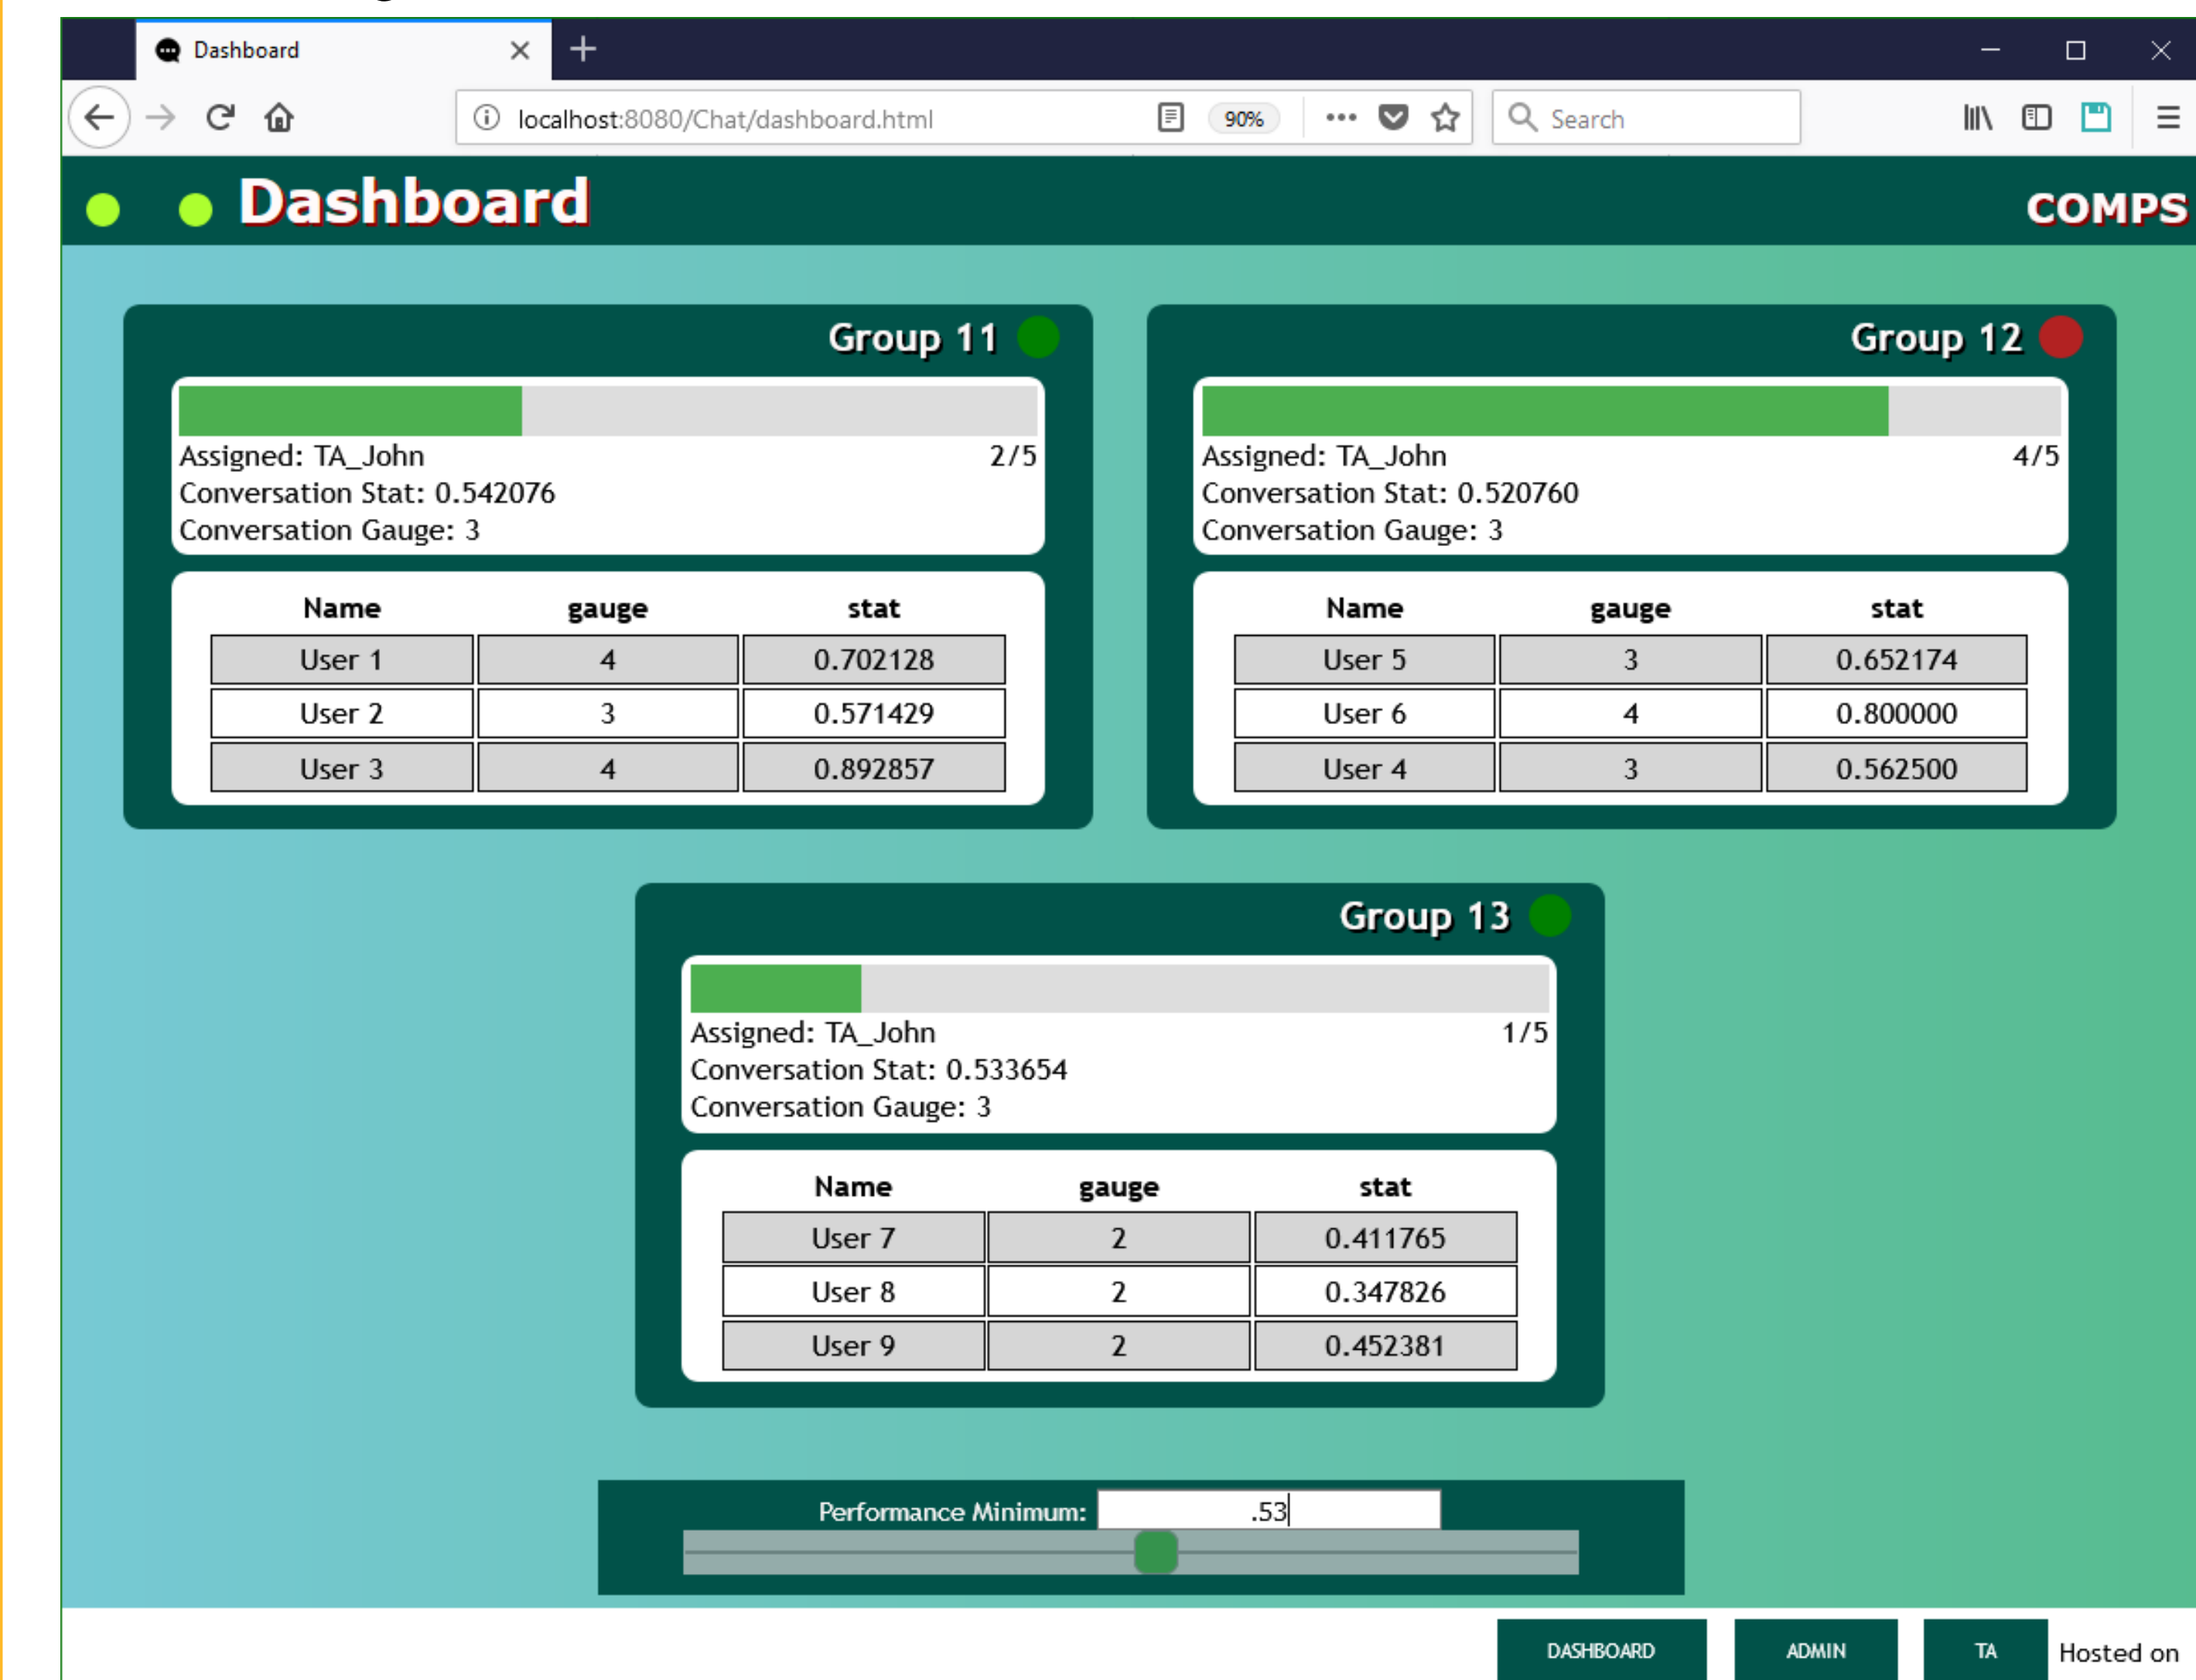 Dashboard
localhost:8080/Chat/dashboard.html 90% Search
Dashboard COMPS
Group 11
Assigned: TA_John 2/5
Conversation Stat: 0.542076
Conversation Gauge: 3
Name gauge stat
User 1 4 0.702128
User 2 3 0.571429
User 3 4 0.892857
Group 12
Assigned: TA_John 4/5
Conversation Stat: 0.520760
Conversation Gauge: 3
Name gauge stat
User 5 3 0.652174
User 6 4 0.800000
User 4 3 0.562500
Group 13
Assigned: TA_John 1/5
Conversation Stat: 0.533654
Conversation Gauge: 3
Name gauge stat
User 7 2 0.411765
User 8 2 0.347826
User 9 2 0.452381
Performance Minimum: .53
DASHBOARD ADMIN TA Hosted on